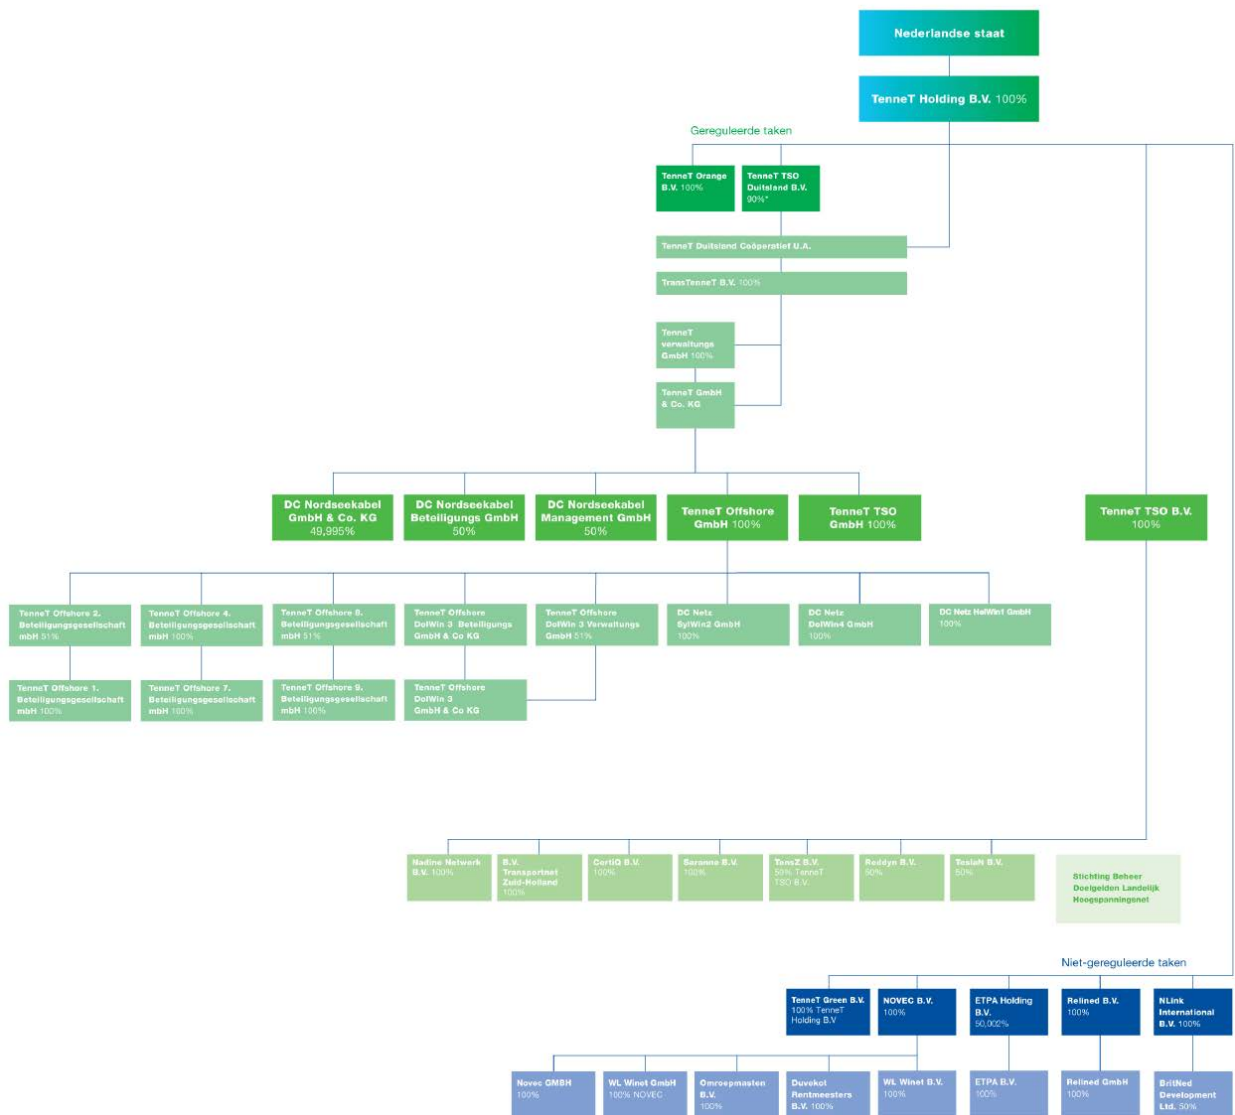 Nederlandse staat
TenneT Holding B.V. 100%
Gereguleerde taken
TenneT Orange
B.V. 100%
TenneT TSO
Duitsland B.V.
90%*
TenneT Duitsland Coöperatief U.A.
TransTenneT B.V. 100%
TenneT
verwaltungs
GmbH 100%
TenneT GmbH
& Co. KG
DC Nordseekabel
GmbH & Co. KG
49,995%
DC Nordseekabel
Beteiligungs GmbH
50%
DC Nordseekabel
Management GmbH
50%
TenneT Offshore
GmbH 100%
TenneT TSO
GmbH 100%
TenneT TSO B.V.
100%
TenneT Offshore 2.
Beteiligungsgesellschaft
mbH 51%
TenneT Offshore 4.
Beteiligungsgesellschaft
mbH 100%
TenneT Offshore 8.
Beteiligungsgesellschaft
mbH 51%
TenneT Offshore
DolWin 3 Beteiligungs
GmbH & Co KG
TenneT Offshore
DolWin 3 Verwaltungs
GmbH 51%
DC Netz
SylWin2 GmbH
100%
DC Netz
DolWin4 GmbH
100%
DC Netz HelWin1 GmbH
100%
TenneT Offshore 1.
Beteiligungsgesellschaft
mbH 100%
TenneT Offshore 7.
Beteiligungsgesellschaft
mbH 100%
TenneT Offshore 9.
Beteiligungsgesellschaft
mbH 100%
TenneT Offshore
DolWin 3
GmbH & Co KG
Nadine Netwerk
B.V. 100%
B.V.
Transportnet
Zuid-Holland
100%
CertiQ B.V.
100%
Saranne B.V.
100%
TensZ B.V.
50% TenneT
TSO B.V.
Reddyn B.V.
50%
Teslan B.V.
50%
Stichting Beheer
Doelgelden Landelijk
Hoogspanningsnet
Niet-gereguleerde taken
TenneT Green B.V.
100% TenneT
Holding B.V
NOVEC B.V.
100%
ETPA Holding
B.V.
50,002%
Relined B.V.
100%
NLink
International
B.V. 100%
Novec GMBH
100%
WL Winet GmbH
100% NOVEC
Omroepmasten
B.V.
100%
Duvekot
Rentmeesters
B.V. 100%
WL Winet B.V.
100%
ETPA B.V.
100%
Relined GmbH
100%
BritNed
Development
Ltd. 50%